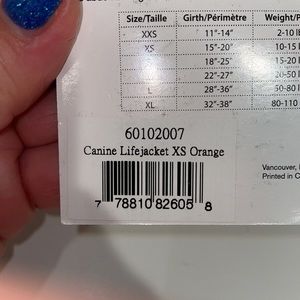 Size/Taille Girth/Périmètre Weight/P
XXS 11"-14" 2-10 l
XS 15"-20" 10-15 l
18"-25" 15-20
22"-27" 20-50
L 28"-36" 50-80 l
XL 32"-38" 80-110
60102007
Canine Lifejacket XS Orange
Vancouver,
Printed in C
7 78810 82605 8